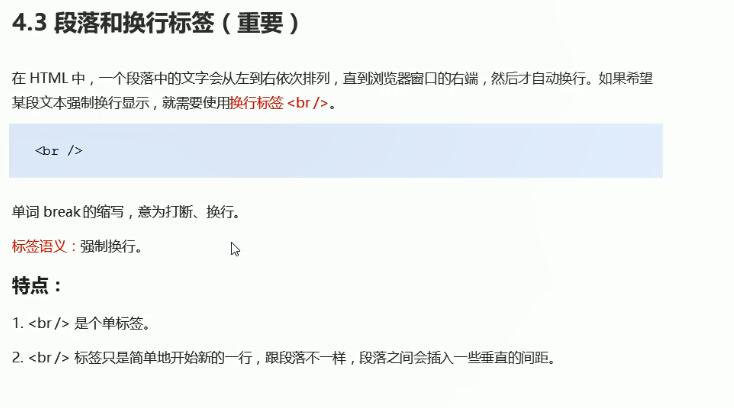 4.3 段落和换行标签（重要）
在 HTML 中，一个段落中的文字会从左到右依次排列，直到浏览器窗口的右端，然后才自动换行。如果希望
某段文本强制换行显示，就需要使用换行标签 <br />。
<br />
单词 break 的缩写，意为打断、换行。
标签语义：强制换行。
特点：
1. <br /> 是个单标签。
2. <br /> 标签只是简单地开始新的一行，跟段落不一样，段落之间会插入一些垂直的间距。